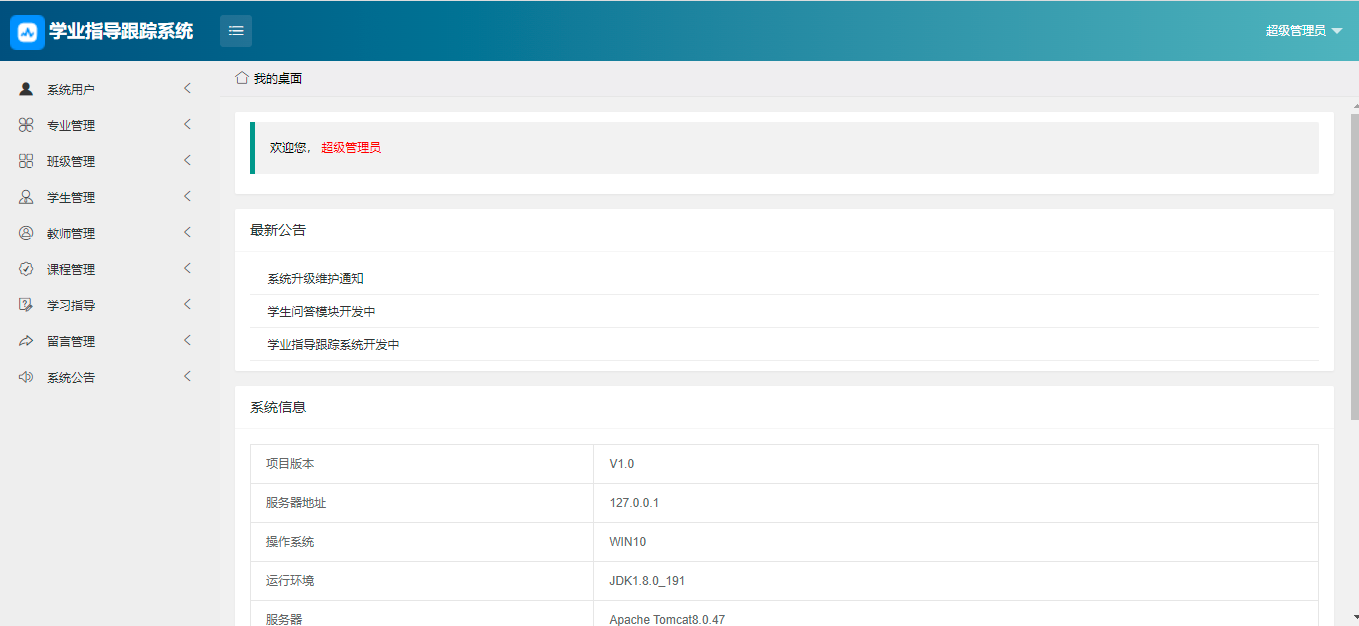 学业指导跟踪系统
超级管理员
系统用户
专业管理
班级管理
学生管理
教师管理
课程管理
学习指导
留言管理
系统公告
我的桌面
欢迎您， 超级管理员
最新公告
系统升级维护通知
学生问答模块开发中
学业指导跟踪系统开发中
系统信息
项目版本 V1.0
服务器地址 127.0.0.1
操作系统 WIN10
运行环境 JDK1.8.0_191
服务器 Apache Tomcat8.0.47